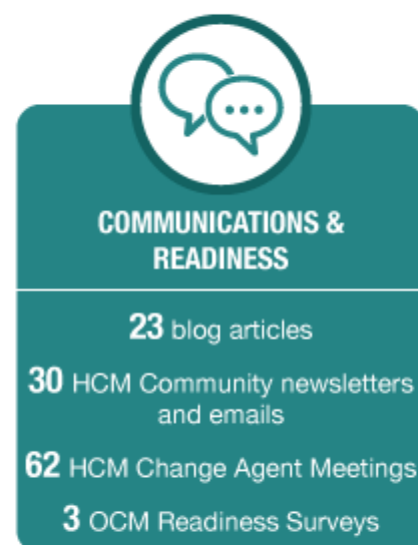 COMMUNICATIONS &
READINESS
23 blog articles
30 HCM Community newsletters
and emails
62 HCM Change Agent Meetings
3 OCM Readiness Surveys